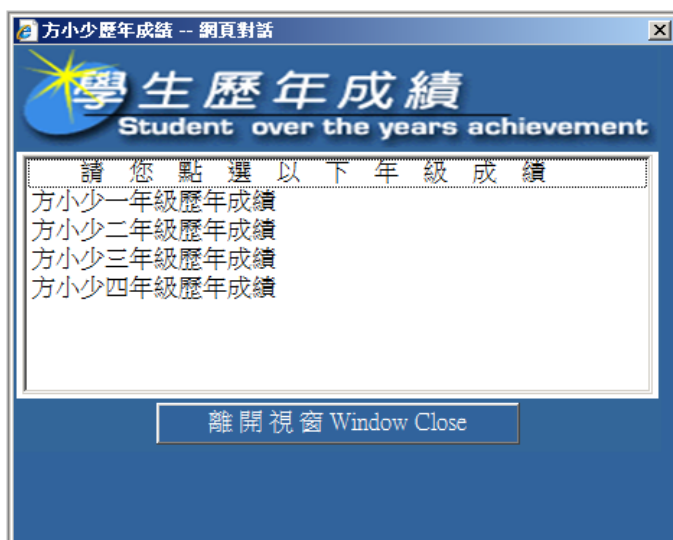 方小少歷年成績 -- 網頁對話
學生歷年成績
Student over the years achievement
請 您 點 選 以 下 年 級 成 績
方小少一年級歷年成績
方小少二年級歷年成績
方小少三年級歷年成績
方小少四年級歷年成績
離 開 視 窗 Window Close